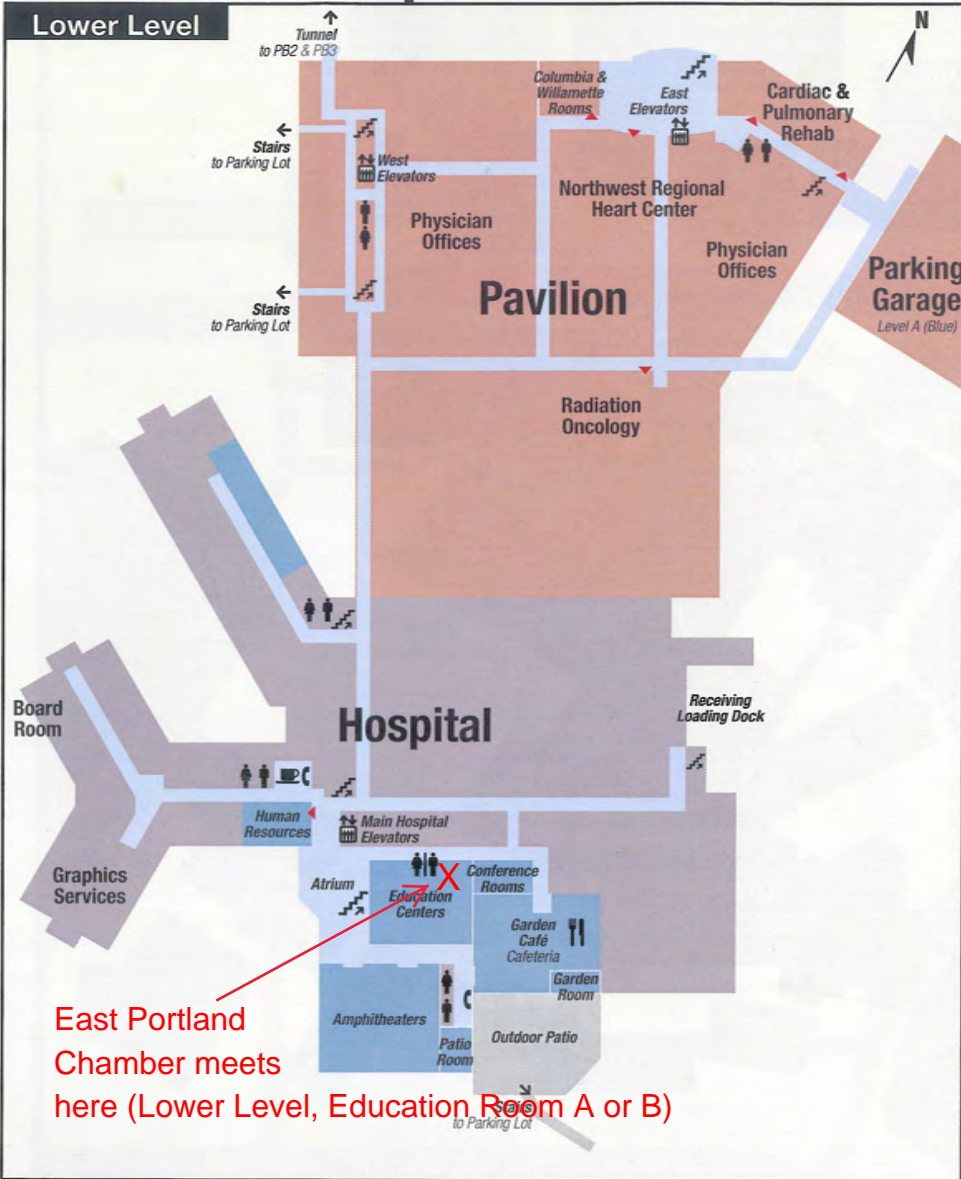 Lower Level
Tunnel
to PB2 & PB3
N
Columbia &
Willamette
Rooms
East
Elevators
Cardiac &
Pulmonary
Rehab
Stairs
to Parking Lot
West
Elevators
Northwest Regional
Heart Center
Physician
Offices
Physician
Offices
Parking
Garage
Level A (Blue)
Pavilion
Stairs
to Parking Lot
Radiation
Oncology
Board
Room
Hospital
Receiving
Loading Dock
Human
Resources
Main Hospital
Elevators
Graphics
Services
Atrium
X
Education
Centers
Conference
Rooms
Garden
Café
Cafeteria
Garden
Room
Amphitheaters
Patio
Room
Outdoor Patio
East Portland
Chamber meets
here (Lower Level, Education Room A or B)
Stairs
to Parking Lot